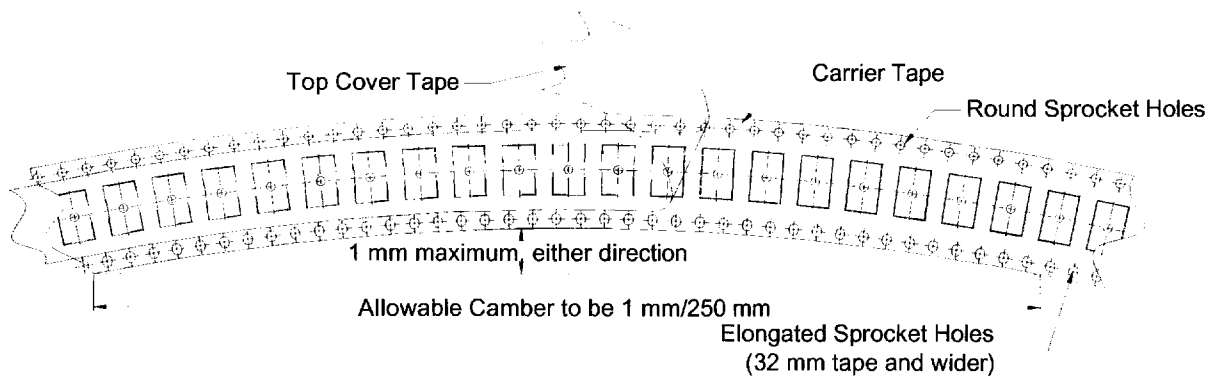 Top Cover Tape
Carrier Tape
Round Sprocket Holes
1 mm maximum, either direction
Allowable Camber to be 1 mm/250 mm
Elongated Sprocket Holes
(32 mm tape and wider)